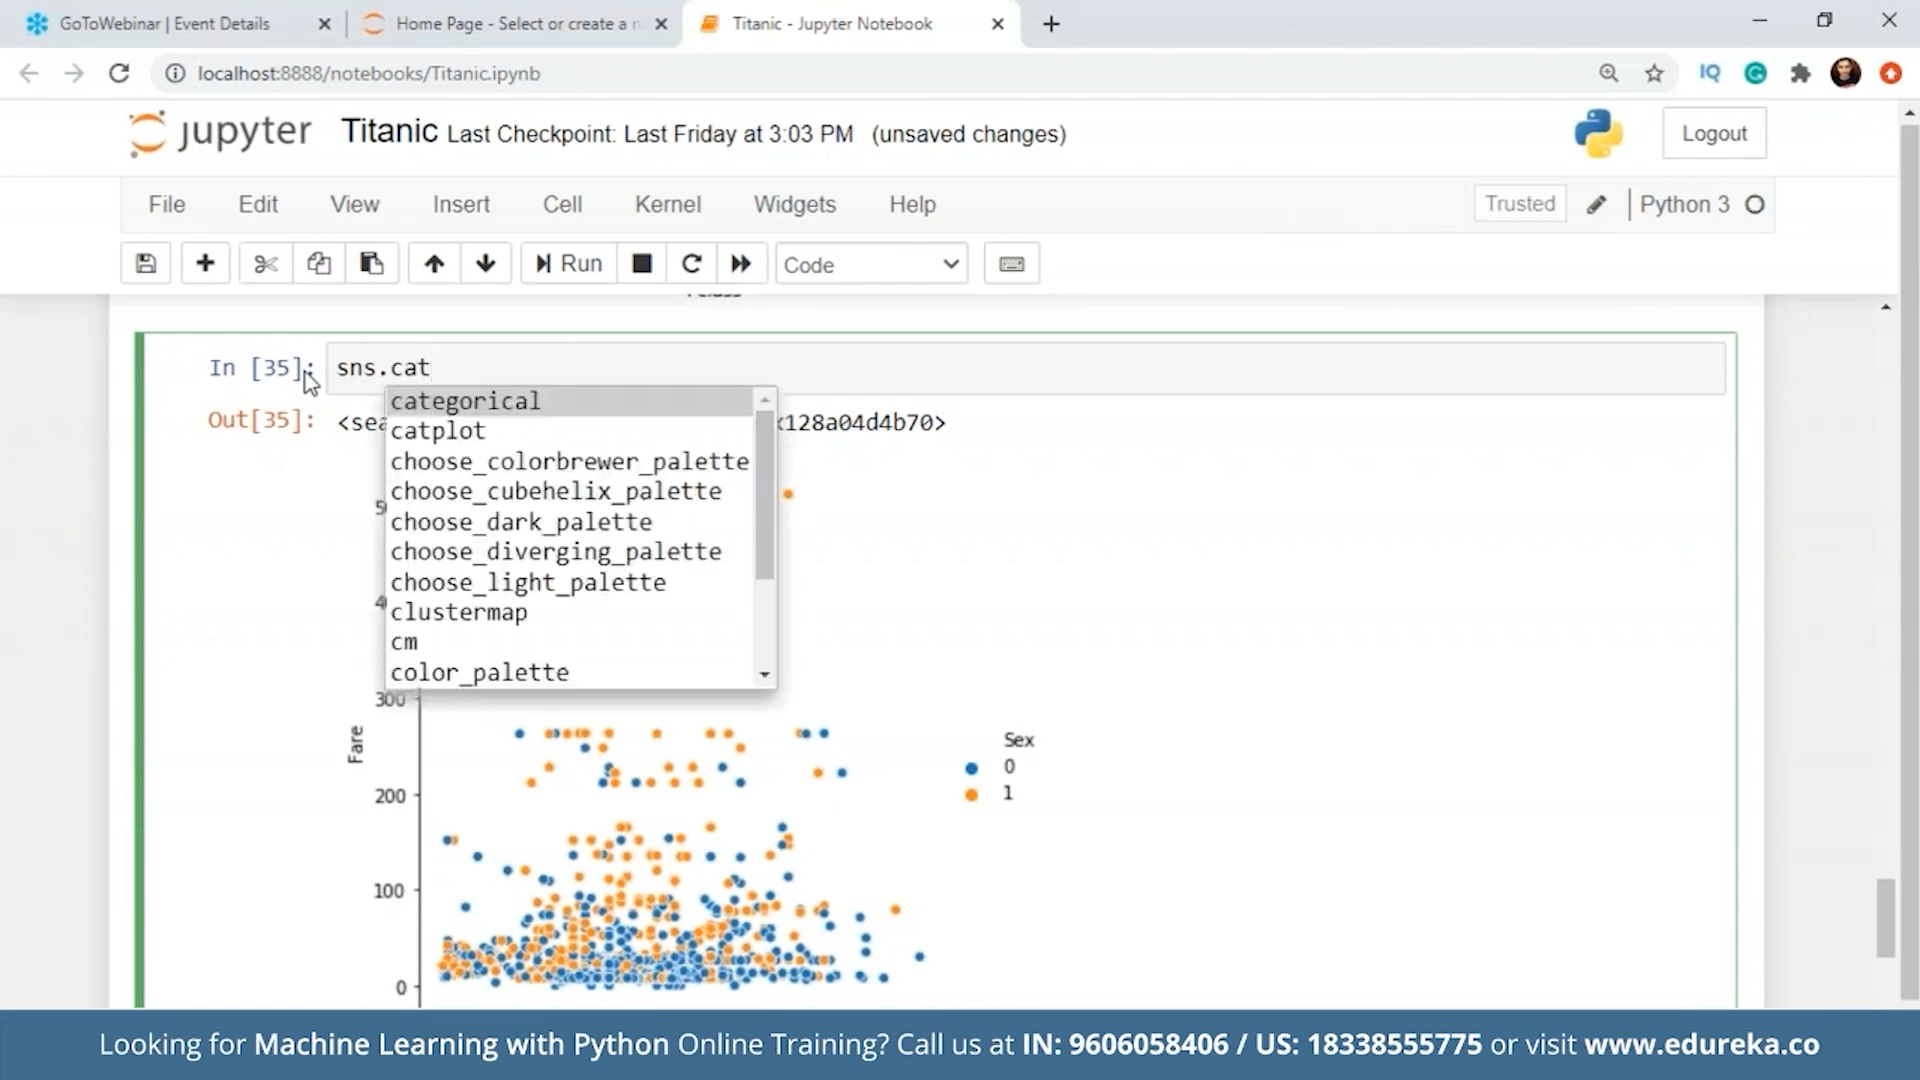 GoToWebinar | Event Details
Home Page - Select or create a n
Titanic - Jupyter Notebook
localhost:8888/notebooks/Titanic.ipynb
IQ
jupyter Titanic Last Checkpoint: Last Friday at 3:03 PM (unsaved changes)
Logout
File Edit View Insert Cell Kernel Widgets Help
Trusted
Python 3
Run
Code
In [35]: sns.cat
categorical
Out[35]: <sea x128a04d4b70>
catplot
choose_colorbrewer_palette
choose_cubehelix_palette
choose_dark_palette
choose_diverging_palette
choose_light_palette
clustermap
cm
color_palette
300
Fare
Sex
0
1
200
100
0
Looking for Machine Learning with Python Online Training? Call us at IN: 9606058406 / US: 18338555775 or visit www.edureka.co